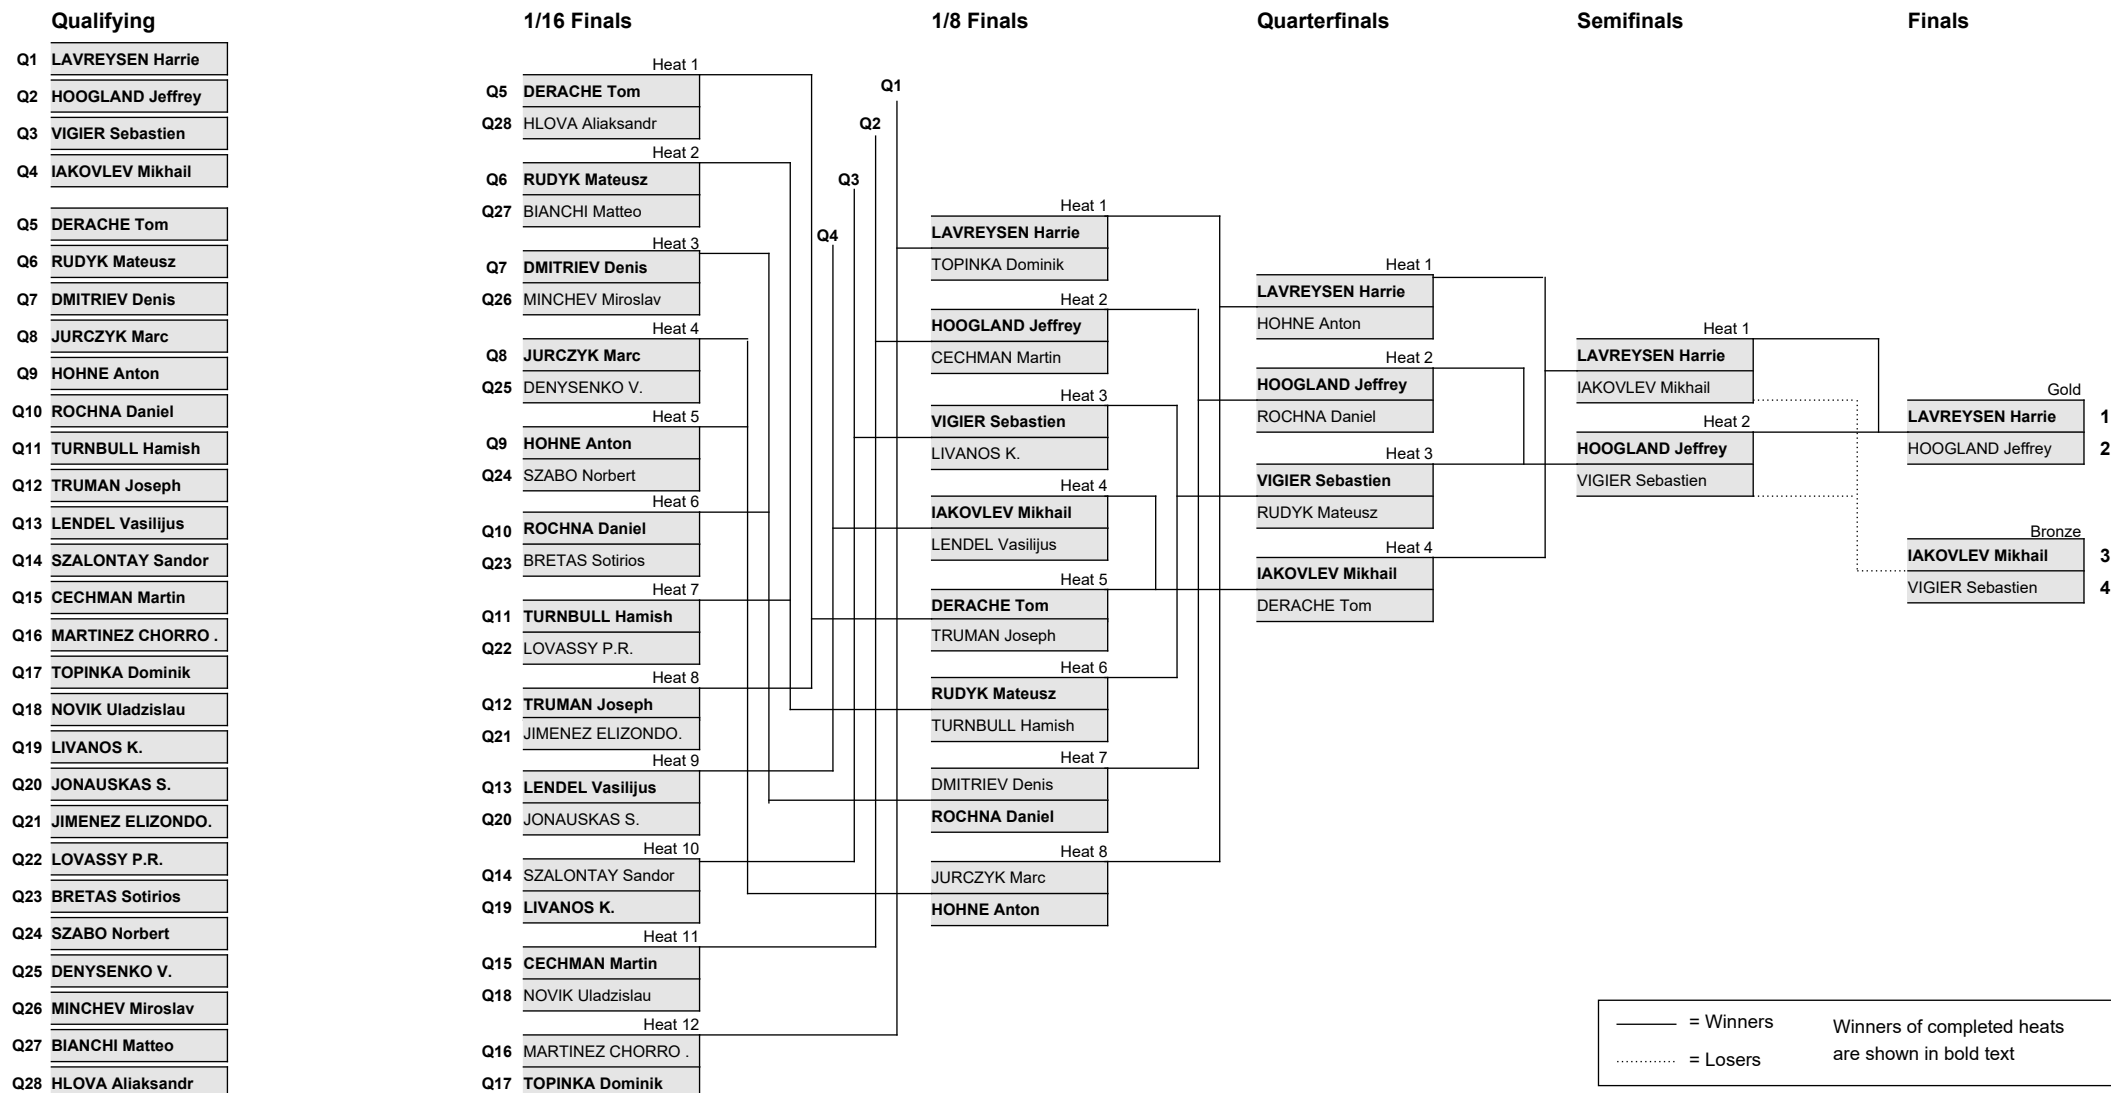 Qualifying
Q1 LAVREYSEN Harrie
Q2 HOOGLAND Jeffrey
Q3 VIGIER Sebastien
Q4 IAKOVLEV Mikhail
Q5 DERACHE Tom
Q6 RUDYK Mateusz
Q7 DMITRIEV Denis
Q8 JURCZYK Marc
Q9 HOHNE Anton
Q10 ROCHNA Daniel
Q11 TURNBULL Hamish
Q12 TRUMAN Joseph
Q13 LENDEL Vasilijus
Q14 SZALONTAY Sandor
Q15 CECHMAN Martin
Q16 MARTINEZ CHORRO .
Q17 TOPINKA Dominik
Q18 NOVIK Uladzislau
Q19 LIVANOS K.
Q20 JONAUSKAS S.
Q21 JIMENEZ ELIZONDO.
Q22 LOVASSY P.R.
Q23 BRETAS Sotirios
Q24 SZABO Norbert
Q25 DENYSENKO V.
Q26 MINCHEV Miroslav
Q27 BIANCHI Matteo
Q28 HLOVA Aliaksandr
1/16 Finals
Heat 1
Q5 DERACHE Tom
Q28 HLOVA Aliaksandr
Heat 2
Q6 RUDYK Mateusz
Q27 BIANCHI Matteo
Heat 3
Q7 DMITRIEV Denis
Q26 MINCHEV Miroslav
Heat 4
Q8 JURCZYK Marc
Q25 DENYSENKO V.
Heat 5
Q9 HOHNE Anton
Q24 SZABO Norbert
Heat 6
Q10 ROCHNA Daniel
Q23 BRETAS Sotirios
Heat 7
Q11 TURNBULL Hamish
Q22 LOVASSY P.R.
Heat 8
Q12 TRUMAN Joseph
Q21 JIMENEZ ELIZONDO.
Heat 9
Q13 LENDEL Vasilijus
Q20 JONAUSKAS S.
Heat 10
Q14 SZALONTAY Sandor
Q19 LIVANOS K.
Heat 11
Q15 CECHMAN Martin
Q18 NOVIK Uladzislau
Heat 12
Q16 MARTINEZ CHORRO .
Q17 TOPINKA Dominik
Q1
Q2
Q3
Q4
1/8 Finals
Heat 1
LAVREYSEN Harrie
TOPINKA Dominik
Heat 2
HOOGLAND Jeffrey
CECHMAN Martin
Heat 3
VIGIER Sebastien
LIVANOS K.
Heat 4
IAKOVLEV Mikhail
LENDEL Vasilijus
Heat 5
DERACHE Tom
TRUMAN Joseph
Heat 6
RUDYK Mateusz
TURNBULL Hamish
Heat 7
DMITRIEV Denis
ROCHNA Daniel
Heat 8
JURCZYK Marc
HOHNE Anton
Quarterfinals
Heat 1
LAVREYSEN Harrie
HOHNE Anton
Heat 2
HOOGLAND Jeffrey
ROCHNA Daniel
Heat 3
VIGIER Sebastien
RUDYK Mateusz
Heat 4
IAKOVLEV Mikhail
DERACHE Tom
Semifinals
Heat 1
LAVREYSEN Harrie
IAKOVLEV Mikhail
Heat 2
HOOGLAND Jeffrey
VIGIER Sebastien
Finals
Gold
LAVREYSEN Harrie 1
HOOGLAND Jeffrey 2
Bronze
IAKOVLEV Mikhail 3
VIGIER Sebastien 4
= Winners
= Losers
Winners of completed heats
are shown in bold text